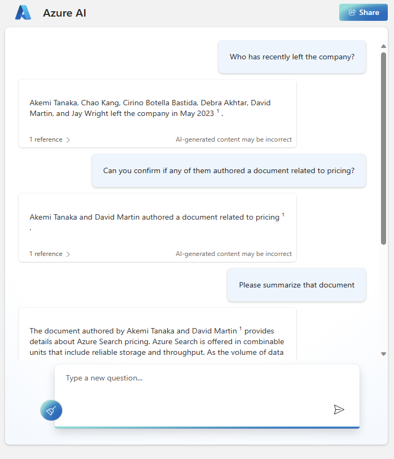 Azure AI
Share
Who has recently left the company?
Akemi Tanaka, Chao Kang, Cirino Botella Bastida, Debra Akhtar, David
Martin, and Jay Wright left the company in May 2023 1 .
1 reference
AI-generated content may be incorrect
Can you confirm if any of them authored a document related to pricing?
Akemi Tanaka and David Martin authored a document related to pricing 1
.
1 reference
AI-generated content may be incorrect
Please summarize that document
The document authored by Akemi Tanaka and David Martin 1 provides
details about Azure Search pricing. Azure Search is offered in combinable
units that include reliable storage and throughput. As the volume of data
Type a new question...